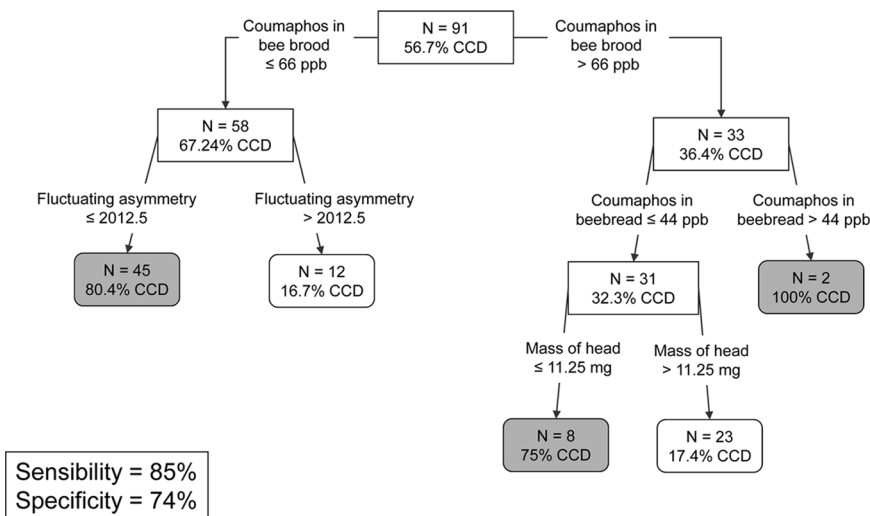 N = 91
56.7% CCD
Coumaphos in
bee brood
≤ 66 ppb
Coumaphos in
bee brood
> 66 ppb
N = 58
67.24% CCD
N = 33
36.4% CCD
Fluctuating asymmetry
≤ 2012.5
Fluctuating asymmetry
> 2012.5
Coumaphos in
beebread ≤ 44 ppb
Coumaphos in
beebread > 44 ppb
N = 45
80.4% CCD
N = 12
16.7% CCD
N = 31
32.3% CCD
N = 2
100% CCD
Mass of head
≤ 11.25 mg
Mass of head
> 11.25 mg
N = 8
75% CCD
N = 23
17.4% CCD
Sensibility = 85%
Specificity = 74%